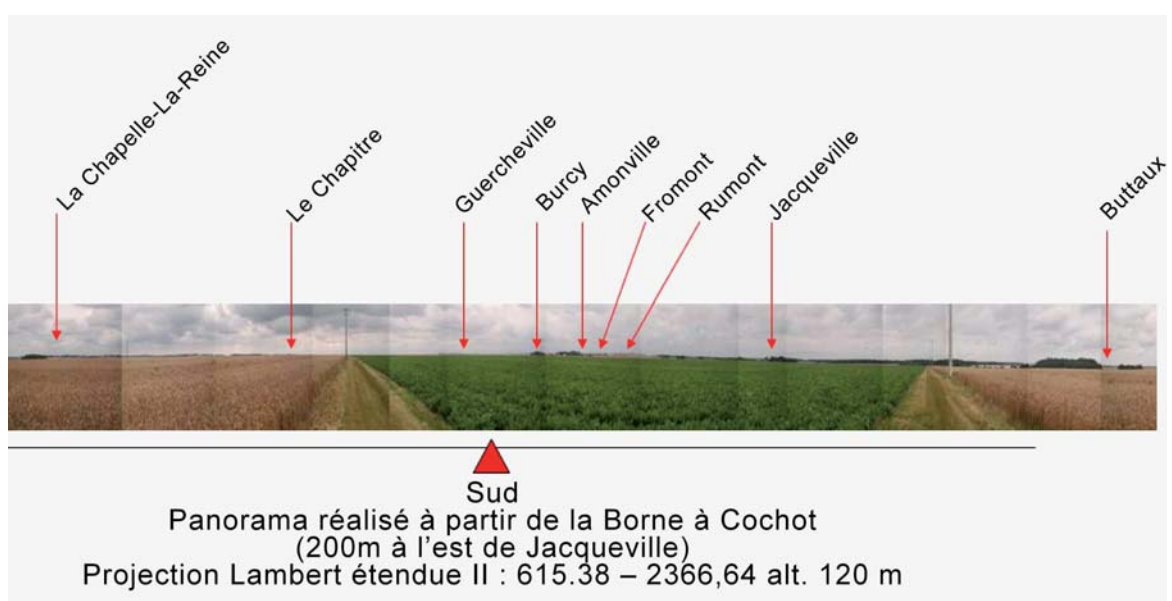 La Chapelle-La-Reine
Le Chapitre
Guercheville
Burcy
Amonville
Fromont
Rumont
Jacqueville
Buttaux
Sud
Panorama réalisé à partir de la Borne à Cochot
(200m à l'est de Jacqueville)
Projection Lambert étendue II : 615.38 – 2366,64 alt. 120 m